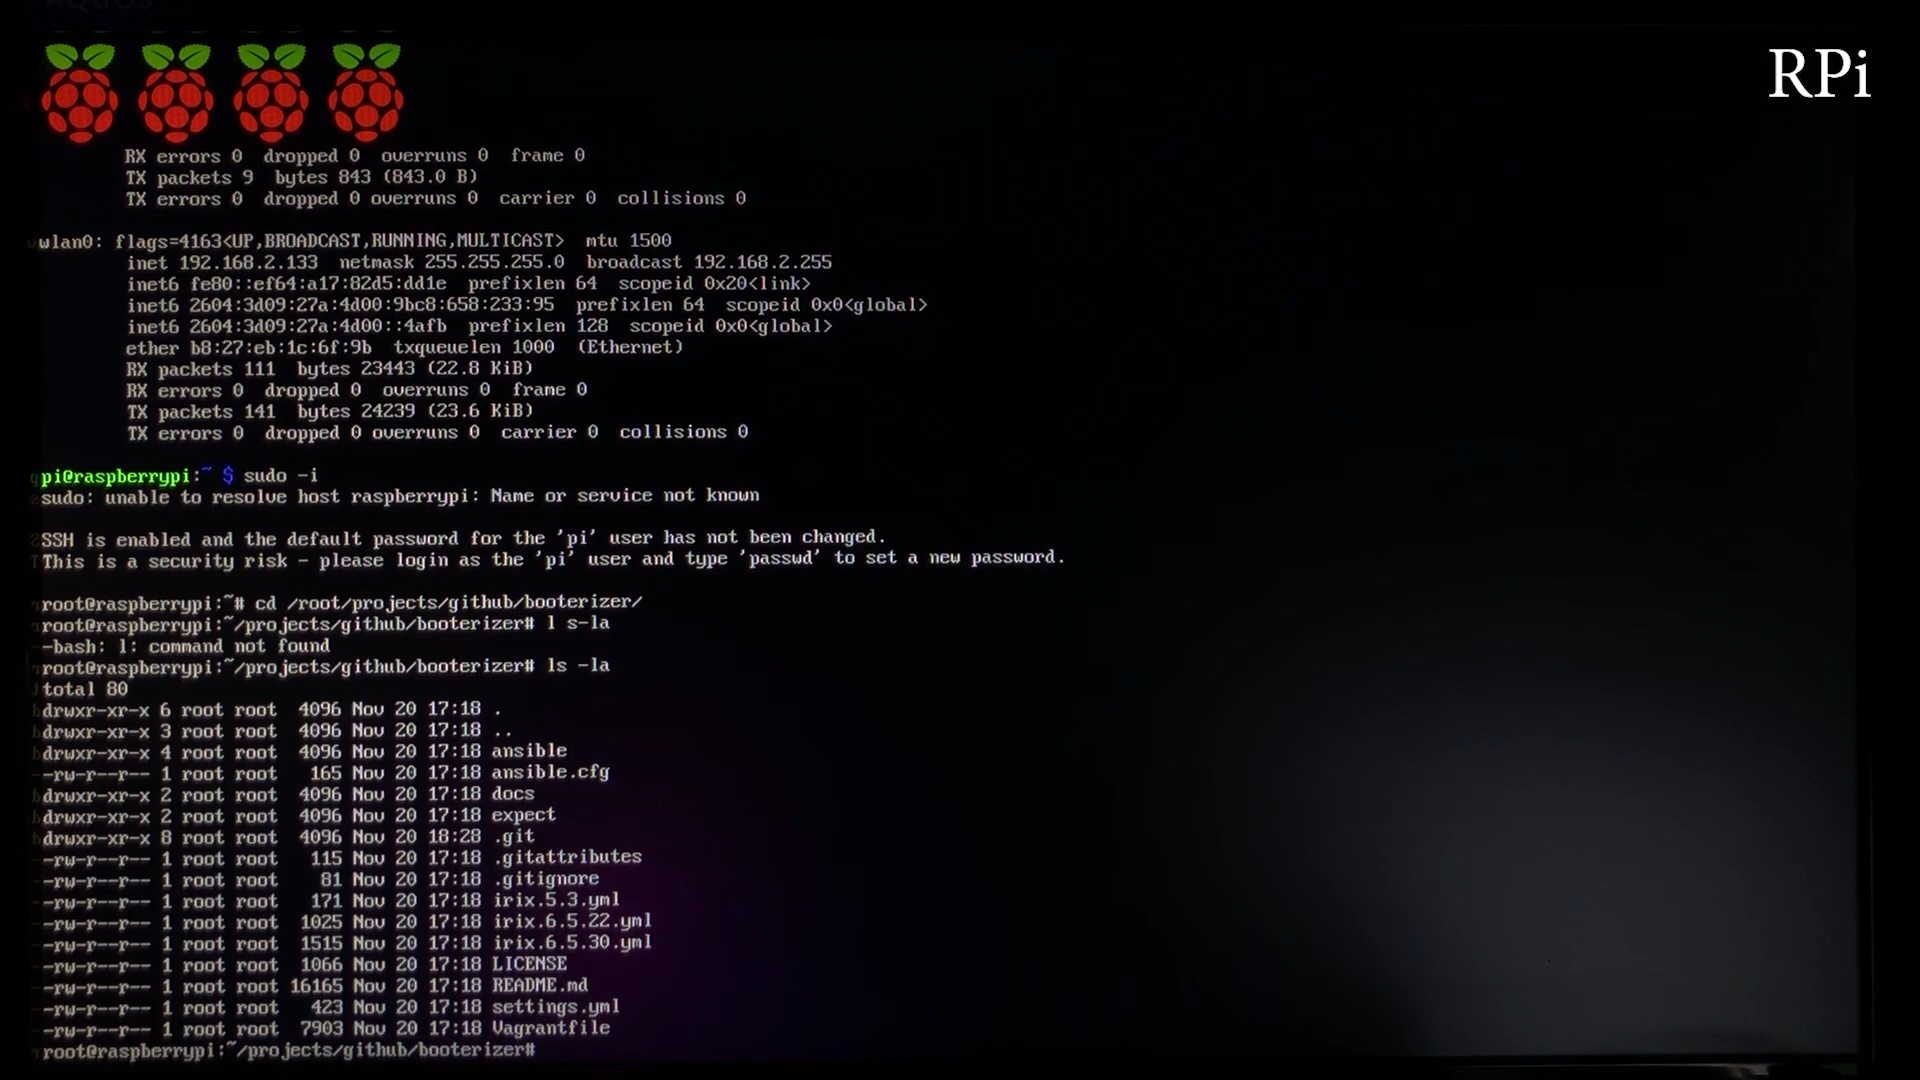 RPi
RX errors 0  dropped 0  overruns 0  frame 0
TX packets 9  bytes 843 (843.0 B)
TX errors 0  dropped 0 overruns 0  carrier 0  collisions 0
wlan0: flags=4163<UP,BROADCAST,RUNNING,MULTICAST>  mtu 1500
inet 192.168.2.133  netmask 255.255.255.0  broadcast 192.168.2.255
inet6 fe80::ef64:a17:82d5:dd1e  prefixlen 64  scopeid 0x20<link>
inet6 2604:3d09:27a:4d00:9bc8:658:233:95  prefixlen 64  scopeid 0x0<global>
inet6 2604:3d09:27a:4d00::4afb  prefixlen 128  scopeid 0x0<global>
ether b8:27:eb:1c:6f:9b  txqueuelen 1000  (Ethernet)
RX packets 111  bytes 23443 (22.8 KiB)
RX errors 0  dropped 0  overruns 0  frame 0
TX packets 141  bytes 24239 (23.6 KiB)
TX errors 0  dropped 0 overruns 0  carrier 0  collisions 0
pi@raspberrypi:~ $ sudo -i
sudo: unable to resolve host raspberrypi: Name or service not known
SSH is enabled and the default password for the 'pi' user has not been changed.
This is a security risk - please login as the 'pi' user and type 'passwd' to set a new password.
root@raspberrypi:~# cd /root/projects/github/booterizer/
root@raspberrypi:~/projects/github/booterizer# l s-la
-bash: l: command not found
root@raspberrypi:~/projects/github/booterizer# ls -la
total 80
drwxr-xr-x 6 root root  4096 Nov 20 17:18 .
drwxr-xr-x 3 root root  4096 Nov 20 17:18 ..
drwxr-xr-x 4 root root  4096 Nov 20 17:18 ansible
-rw-r--r-- 1 root root   165 Nov 20 17:18 ansible.cfg
drwxr-xr-x 2 root root  4096 Nov 20 17:18 docs
drwxr-xr-x 2 root root  4096 Nov 20 17:18 expect
drwxr-xr-x 8 root root  4096 Nov 20 18:28 .git
-rw-r--r-- 1 root root   115 Nov 20 17:18 .gitattributes
-rw-r--r-- 1 root root    81 Nov 20 17:18 .gitignore
-rw-r--r-- 1 root root   171 Nov 20 17:18 irix.5.3.yml
-rw-r--r-- 1 root root  1025 Nov 20 17:18 irix.6.5.22.yml
-rw-r--r-- 1 root root  1515 Nov 20 17:18 irix.6.5.30.yml
-rw-r--r-- 1 root root  1066 Nov 20 17:18 LICENSE
-rw-r--r-- 1 root root 16165 Nov 20 17:18 README.md
-rw-r--r-- 1 root root   423 Nov 20 17:18 settings.yml
-rw-r--r-- 1 root root  7903 Nov 20 17:18 Vagrantfile
root@raspberrypi:~/projects/github/booterizer#